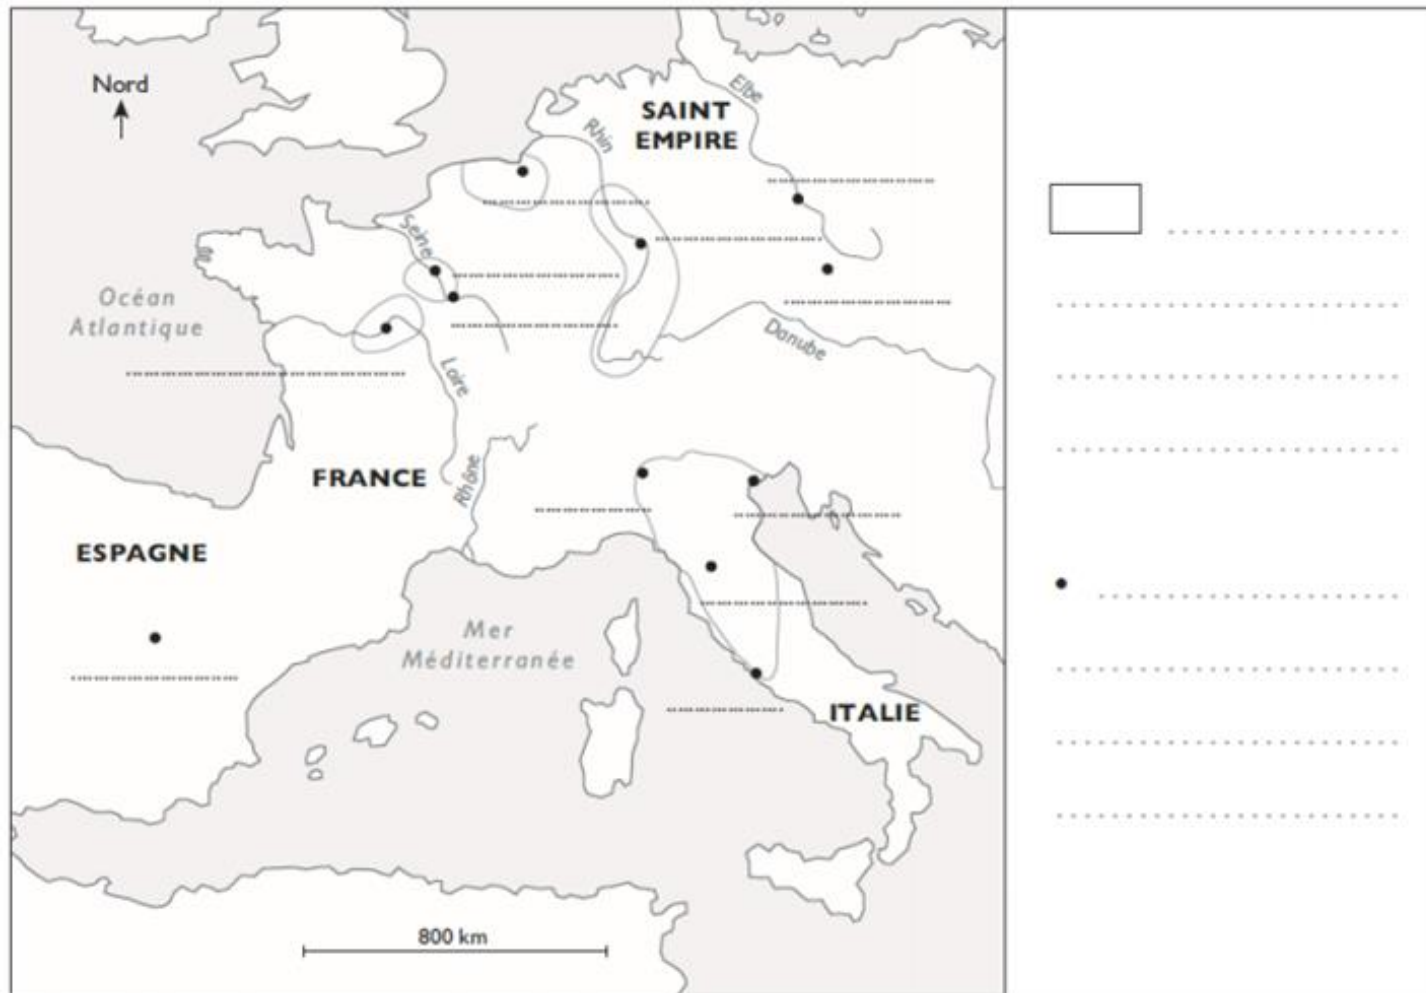 Nord
SAINT
EMPIRE
Elbe
Rhin
Seine
Océan
Atlantique
Danube
Loire
FRANCE
Rhône
ESPAGNE
Mer
Méditerranée
ITALIE
800 km